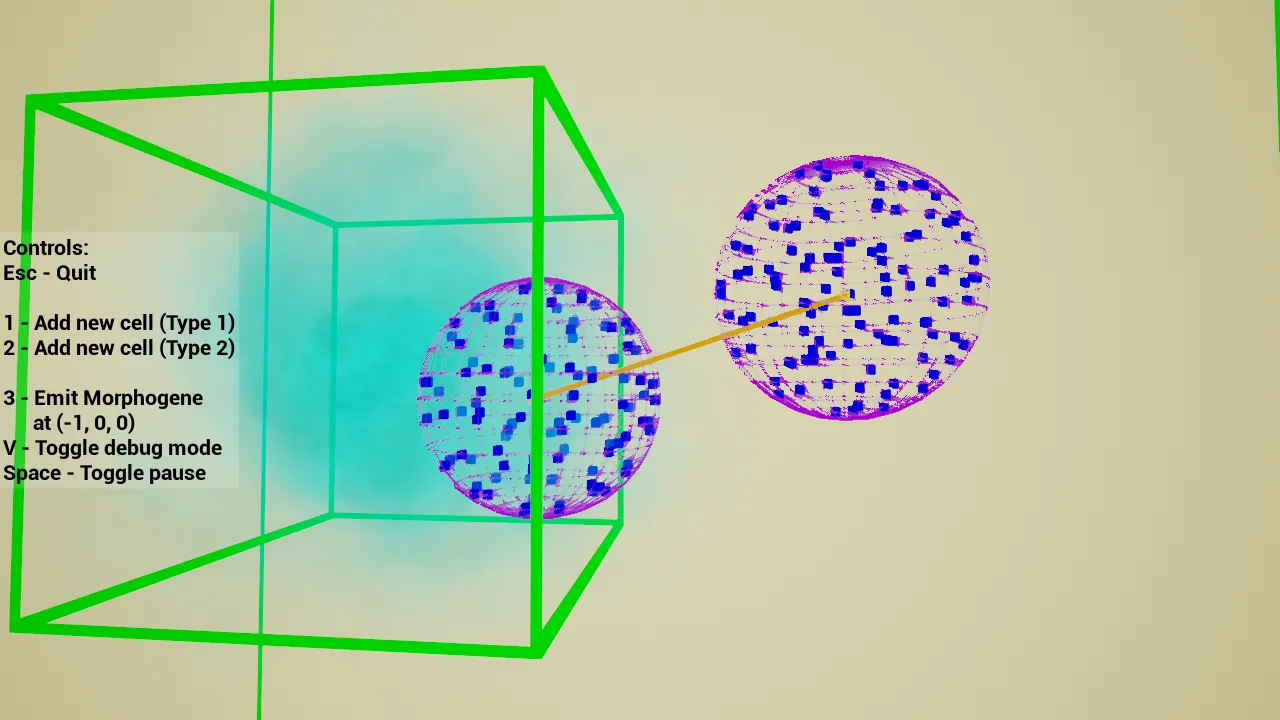 Controls:
Esc - Quit
1 - Add new cell (Type 1)
2 - Add new cell (Type 2)
3 - Emit Morphogene
at (-1, 0, 0)
V - Toggle debug mode
Space - Toggle pause